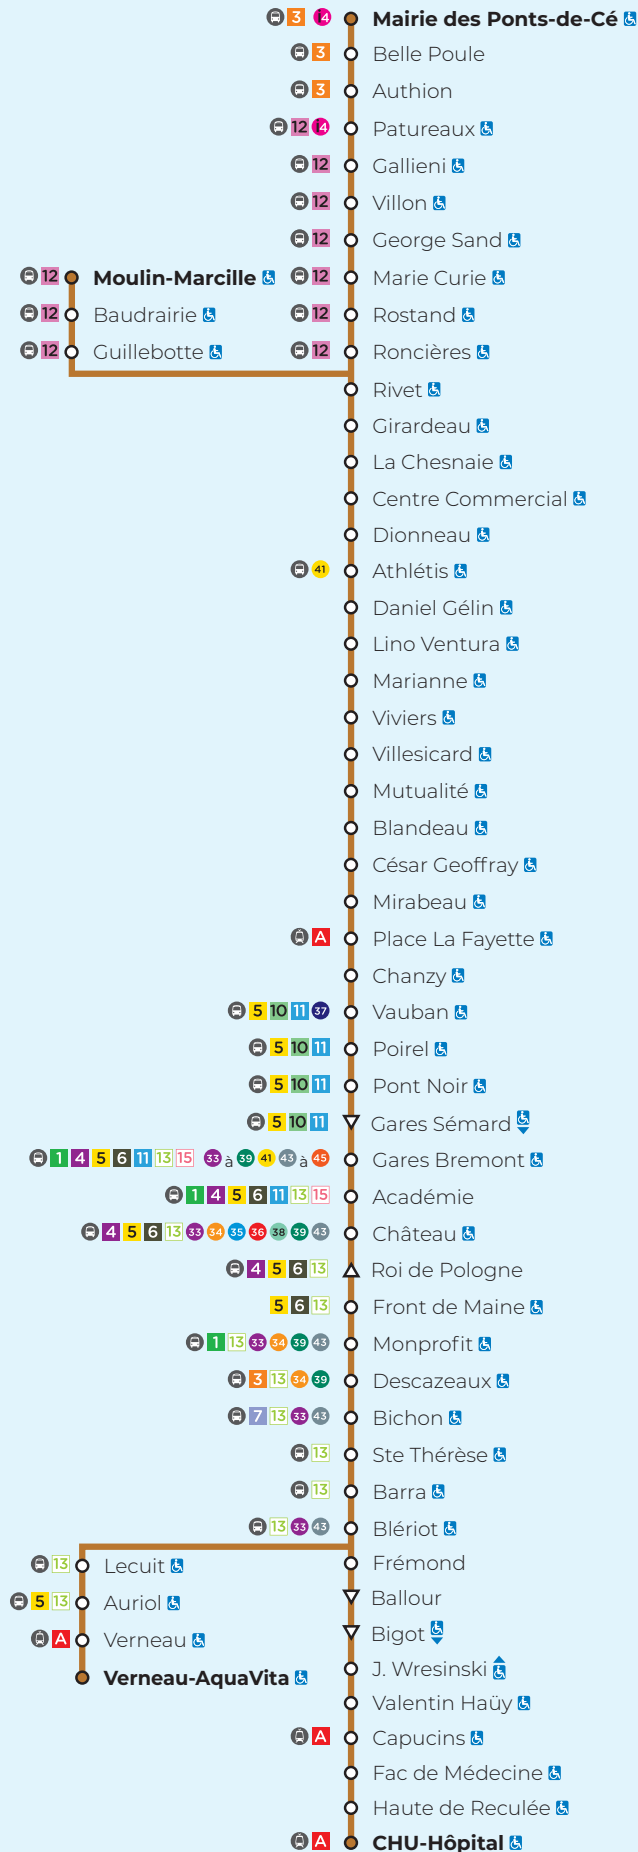 3 i4 Mairie des Ponts-de-Cé
3 Belle Poule
3 Authion
12 i4 Patureaux
12 Gallieni
12 Villon
12 George Sand
12 Moulin-Marcille 12 Marie Curie
12 Baudrairie 12 Rostand
12 Guillebotte 12 Roncières
Rivet
Girardeau
La Chesnaie
Centre Commercial
Dionneau
41 Athlétis
Daniel Gélin
Lino Ventura
Marianne
Viviers
Villesicard
Mutualité
Blandeau
César Geoffray
Mirabeau
A Place La Fayette
Chanzy
5 10 11 37 Vauban
5 10 11 Poirel
5 10 11 Pont Noir
5 10 11 Gares Sémard
1 4 5 6 11 13 15 33 à 39 41 43 à 45 Gares Bremont
1 4 5 6 11 13 15 Académie
4 5 6 13 33 34 35 36 38 39 43 Château
4 5 6 13 Roi de Pologne
5 6 13 Front de Maine
1 13 33 34 39 43 Monprofit
3 13 34 39 Descazeaux
7 13 33 43 Bichon
13 Ste Thérèse
13 Barra
13 33 43 Blériot
13 Lecuit Frémond
5 13 Auriol Ballour
A Verneau Bigot
Verneau-AquaVita J. Wresinski
Valentin Haüy
A Capucins
Fac de Médecine
Haute de Reculée
A CHU-Hôpital